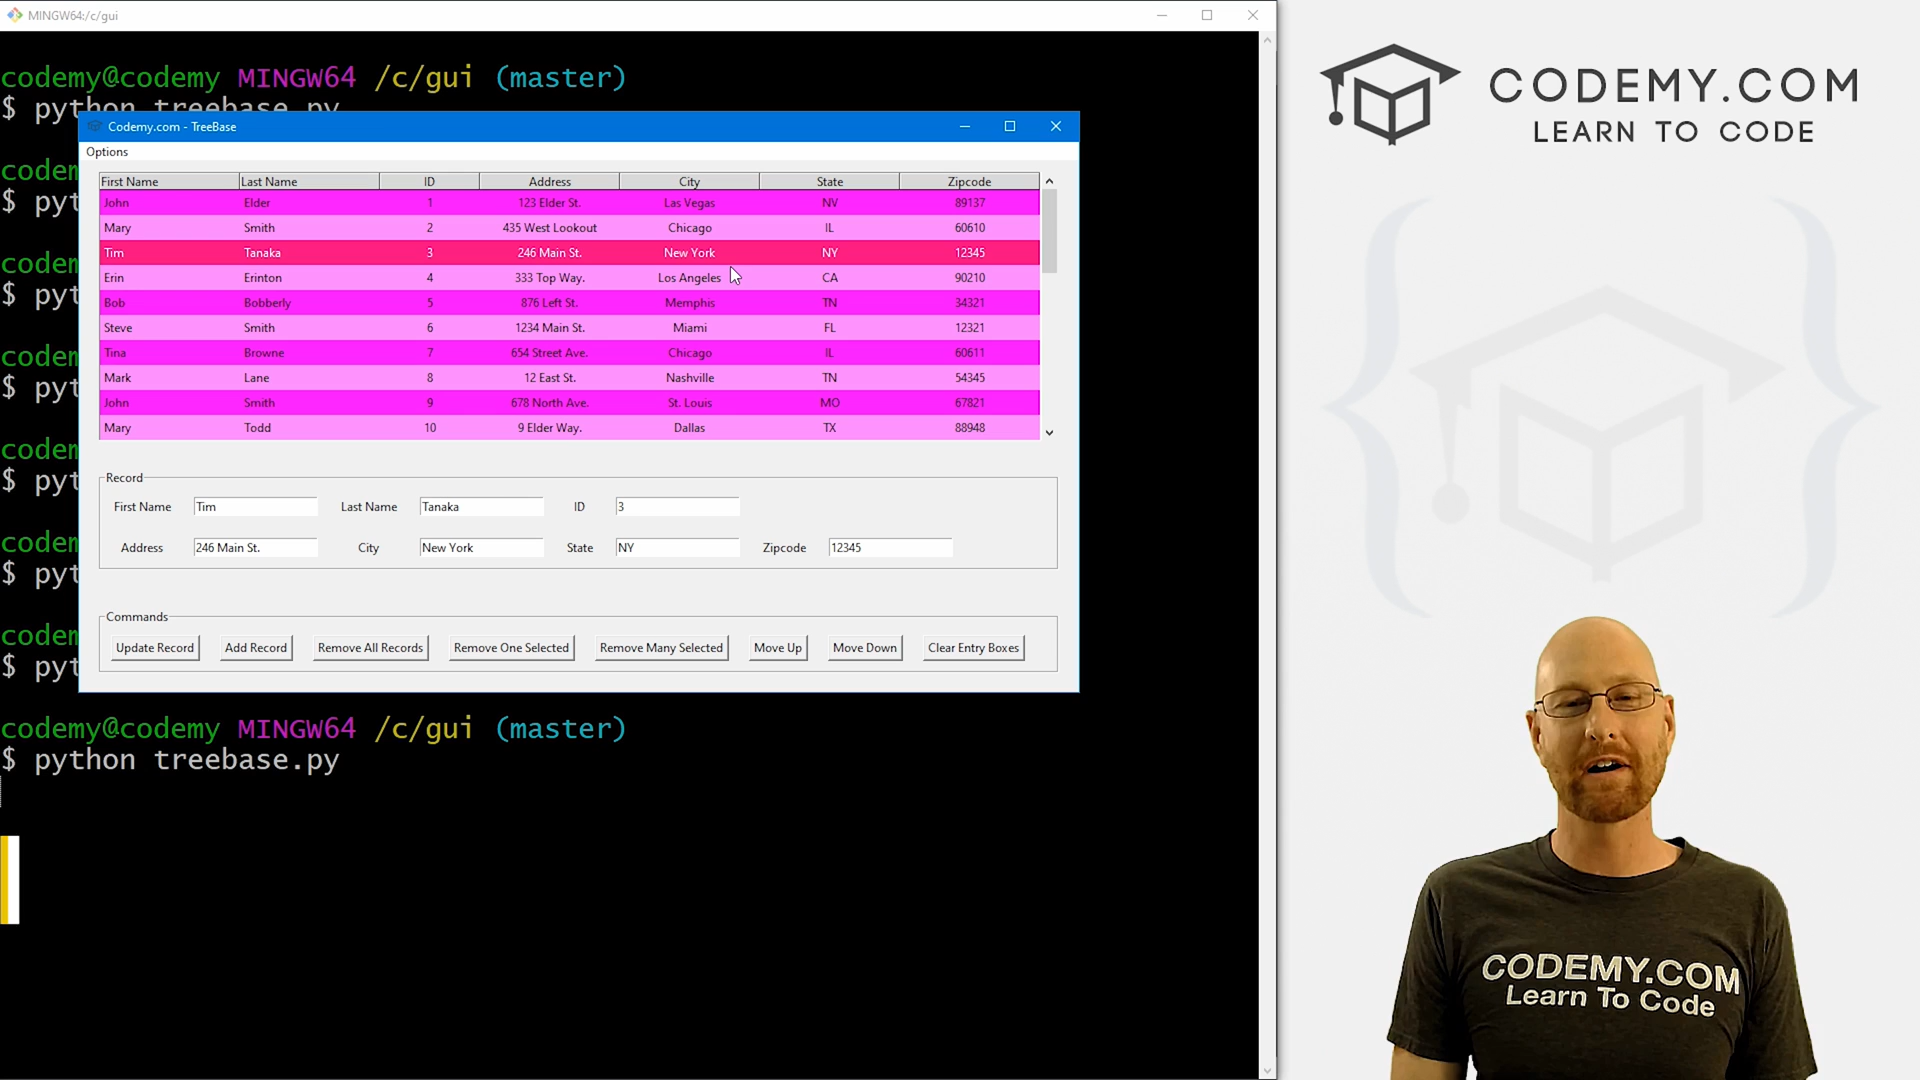 MINGW64:/c/gui
codemy@codemy MINGW64 /c/gui (master)
$ python treebase.py
Codemy.com - TreeBase
Options
First Name Last Name ID Address City State Zipcode
John Elder 1 123 Elder St. Las Vegas NV 89137
Mary Smith 2 435 West Lookout Chicago IL 60610
Tim Tanaka 3 246 Main St. New York NY 12345
Erin Erinton 4 333 Top Way. Los Angeles CA 90210
Bob Bobberly 5 876 Left St. Memphis TN 34321
Steve Smith 6 1234 Main St. Miami FL 12321
Tina Browne 7 654 Street Ave. Chicago IL 60611
Mark Lane 8 12 East St. Nashville TN 54345
John Smith 9 678 North Ave. St. Louis MO 67821
Mary Todd 10 9 Elder Way. Dallas TX 88948
Record
First Name Tim Last Name Tanaka ID 3
Address 246 Main St. City New York State NY Zipcode 12345
Commands
Update Record Add Record Remove All Records Remove One Selected Remove Many Selected Move Up Move Down Clear Entry Boxes
codem
$ pyt
codem
$ pyt
codem
$ pyt
codem
$ pyt
codem
$ pyt
codem
$ pyt
codemy@codemy MINGW64 /c/gui (master)
$ python treebase.py
CODEMY.COM
LEARN TO CODE
CODEMY.COM
Learn To Code